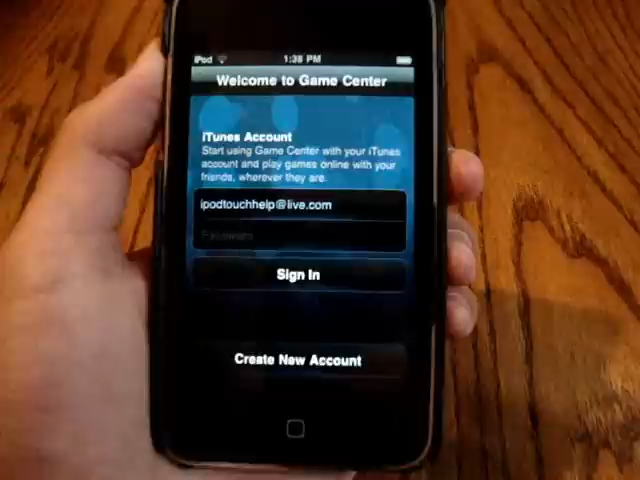 iPod 1:38 PM
Welcome to Game Center
iTunes Account
Start using Game Center with your iTunes
account and play games online with your
friends, wherever they are.
ipodtouchhelp@live.com
Password
Sign In
Create New Account